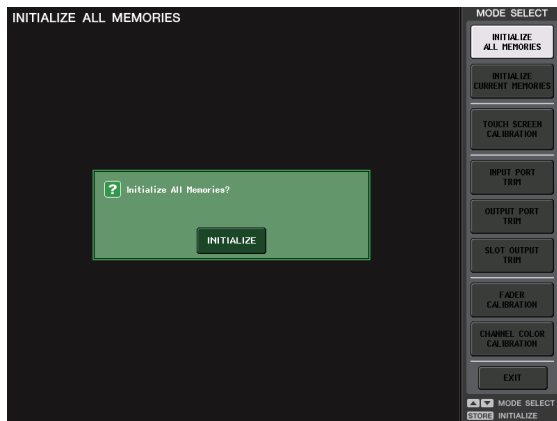 INITIALIZE ALL MEMORIES
? Initialize All Memories?
INITIALIZE
MODE SELECT
INITIALIZE
ALL MEMORIES
INITIALIZE
CURRENT MEMORIES
TOUCH SCREEN
CALIBRATION
INPUT PORT
TRIM
OUTPUT PORT
TRIM
SLOT OUTPUT
TRIM
FADER
CALIBRATION
CHANNEL COLOR
CALIBRATION
EXIT
▲ ▼ MODE SELECT
STORE INITIALIZE